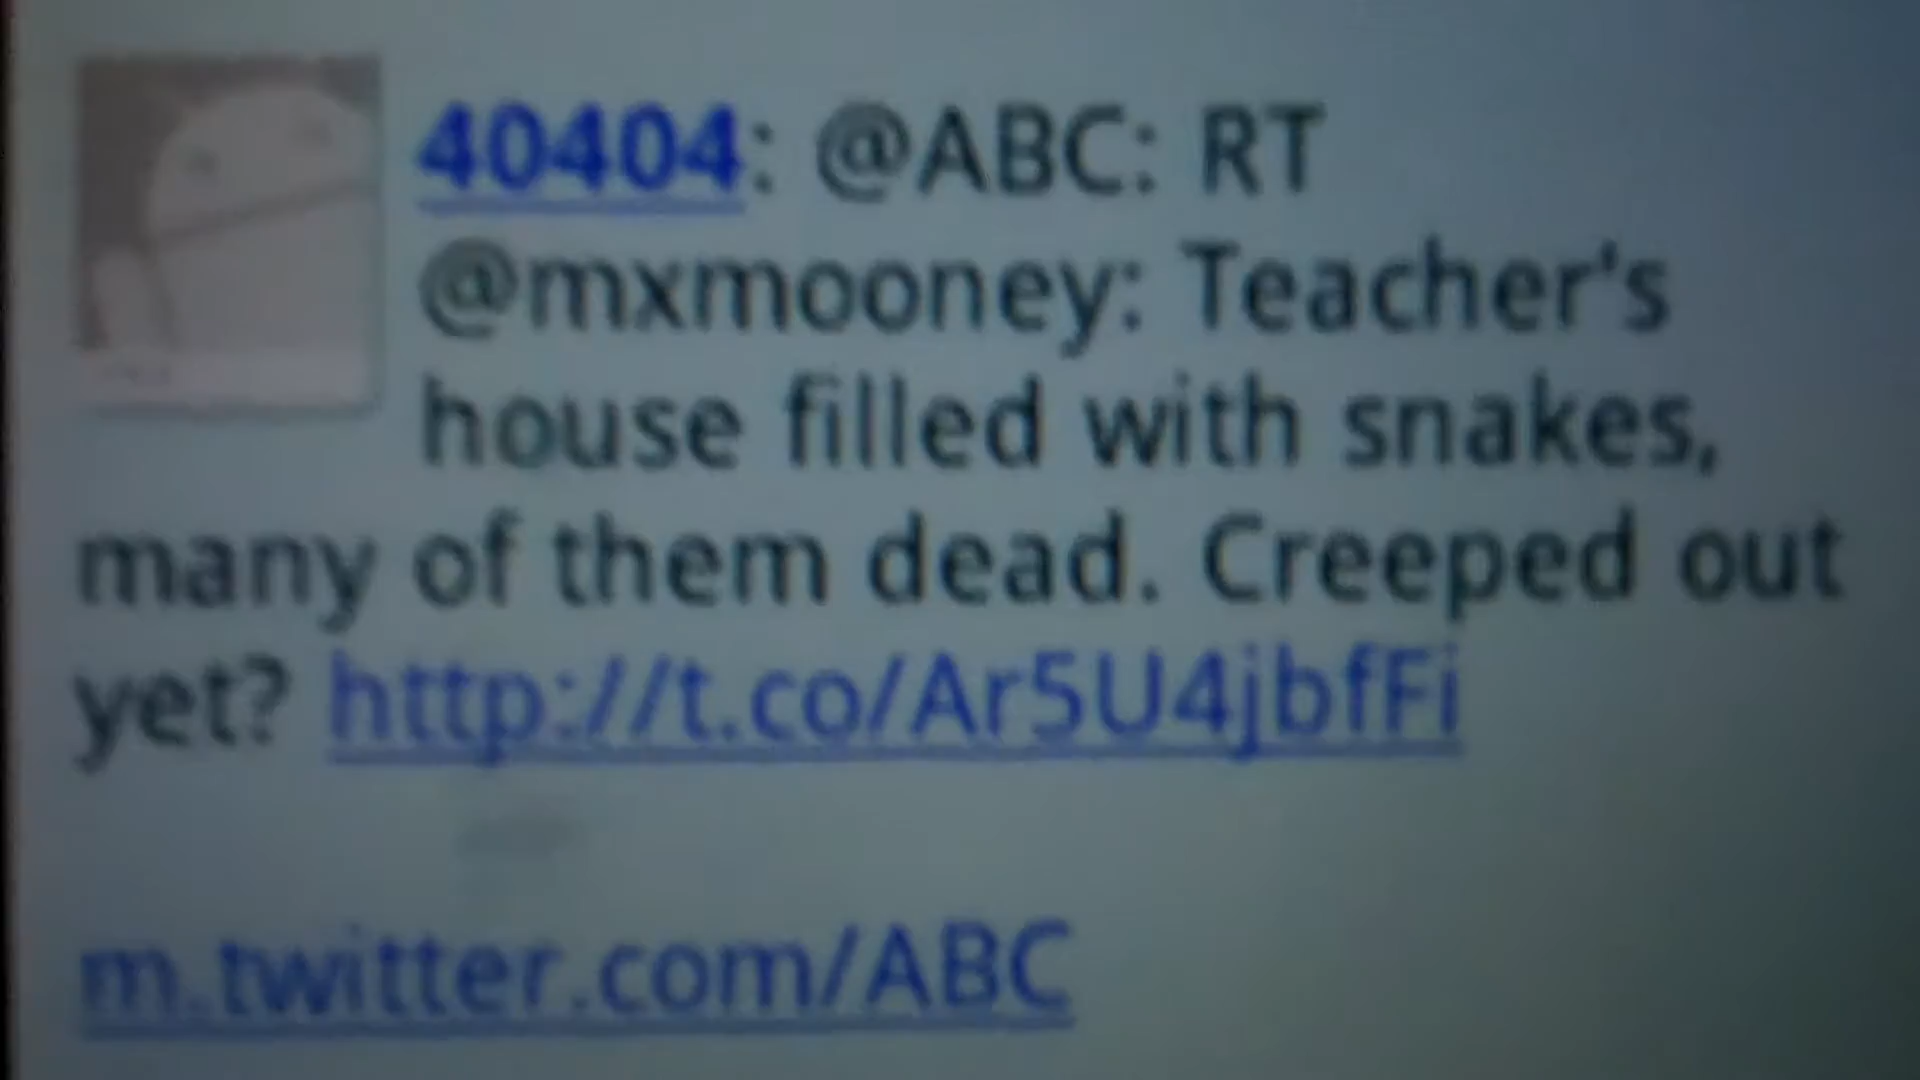 40404: @ABC: RT
@mxmooney: Teacher's
house filled with snakes,
many of them dead. Creeped out
yet? http://t.co/Ar5U4jbfFi
m.twitter.com/ABC